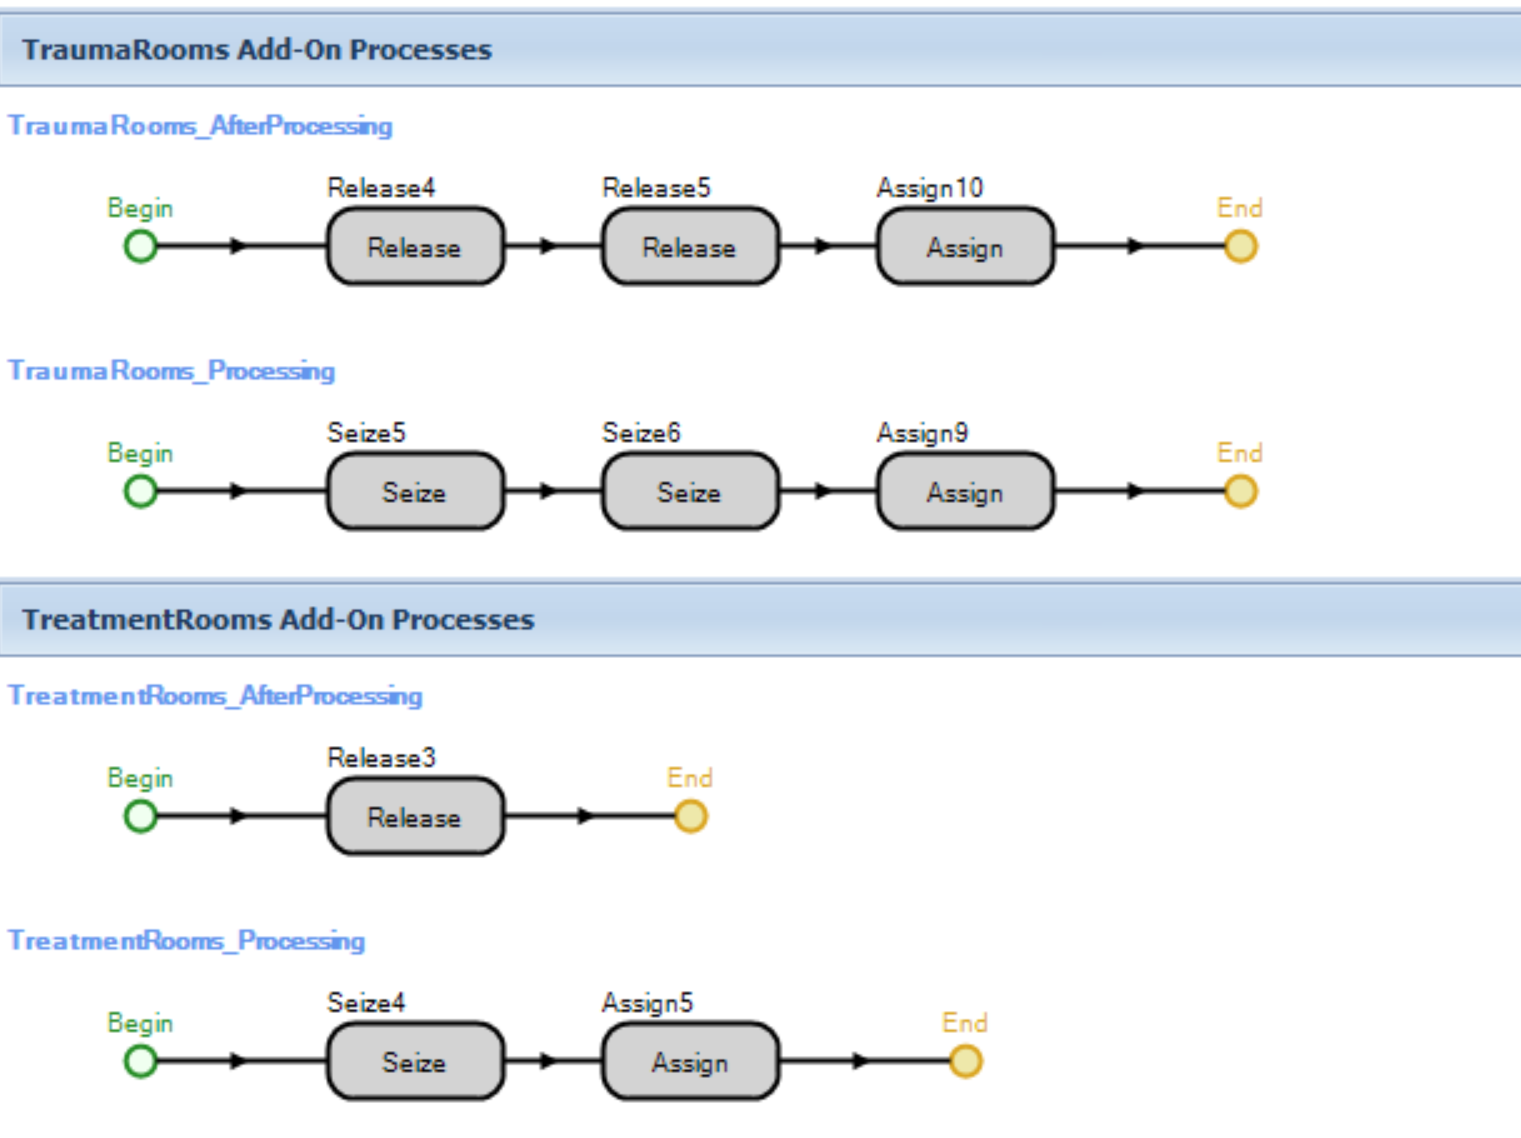 TraumaRooms Add-On Processes
TraumaRooms_AfterProcessing
Begin Release4 Release5 Assign10 End
Release Release Assign
TraumaRooms_Processing
Begin Seize5 Seize6 Assign9 End
Seize Seize Assign
TreatmentRooms Add-On Processes
TreatmentRooms_AfterProcessing
Begin Release3 End
Release
TreatmentRooms_Processing
Begin Seize4 Assign5 End
Seize Assign